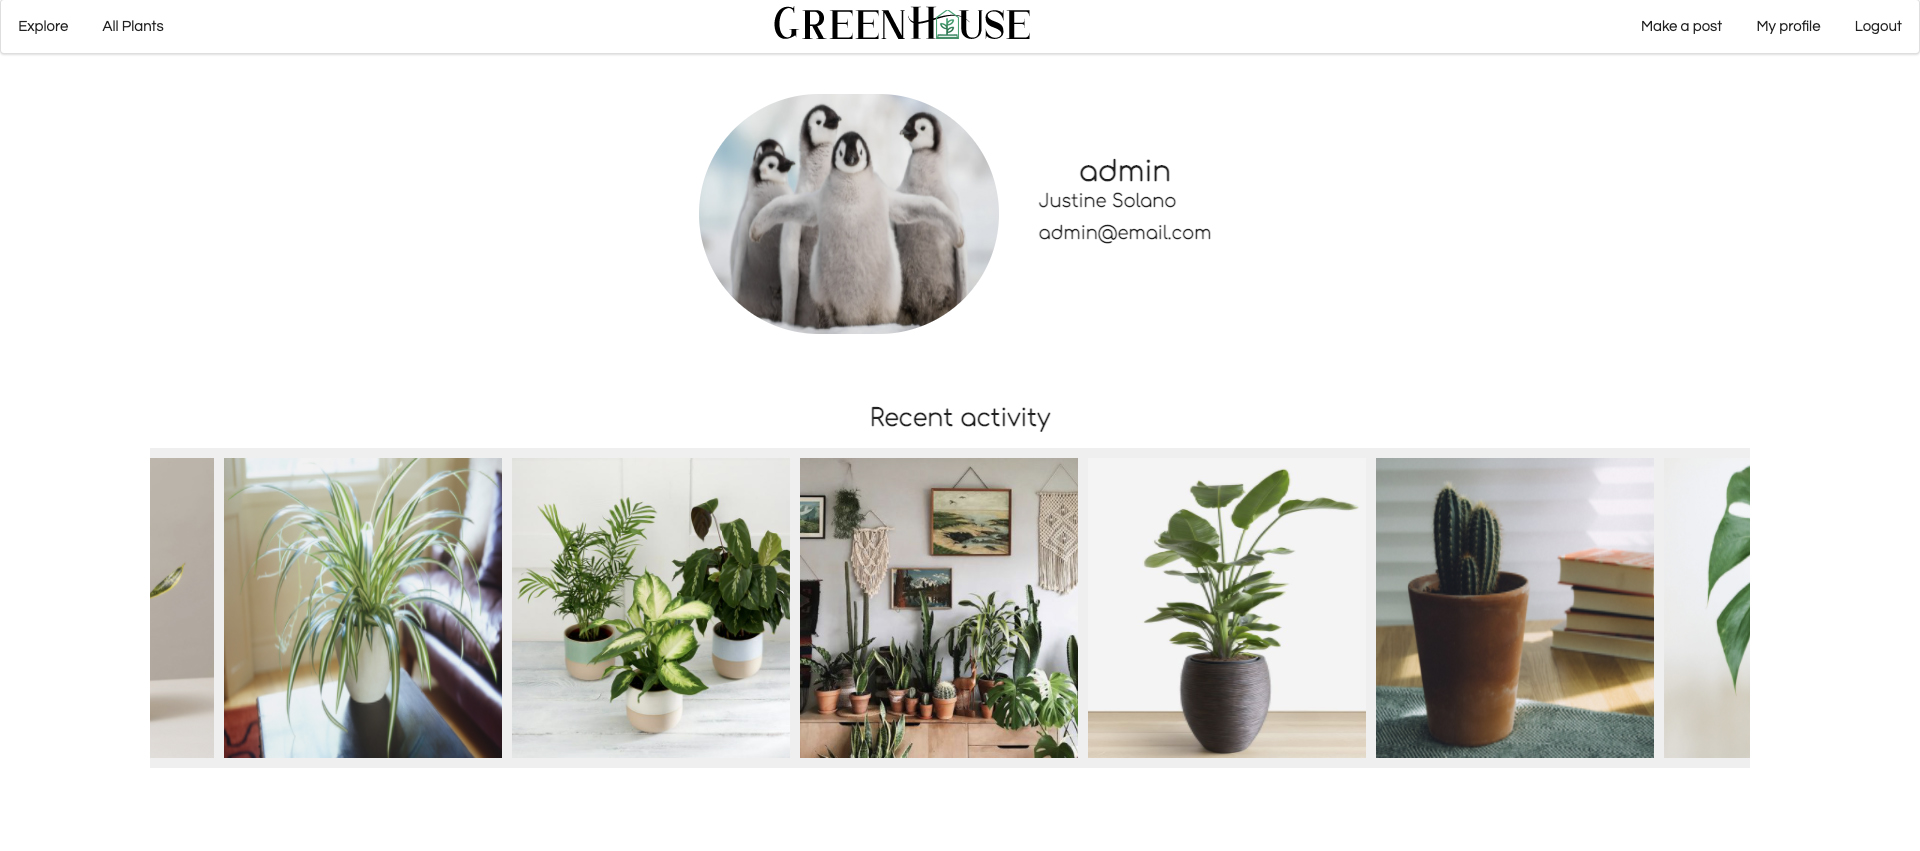 Explore
All Plants
GREENHOUSE
Make a post
My profile
Logout
admin
Justine Solano
admin@email.com
Recent activity